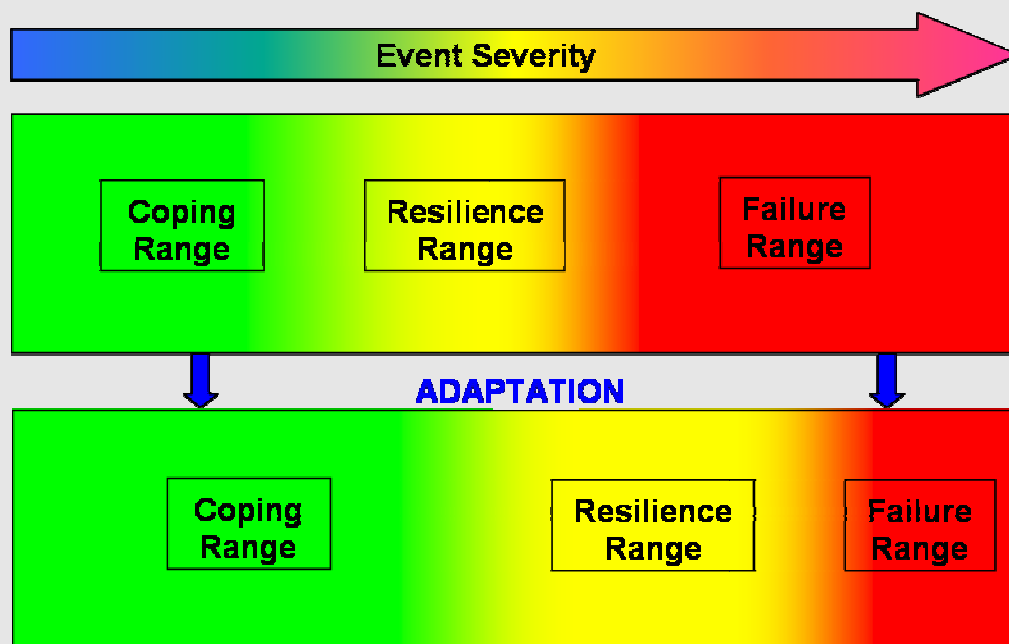 Event Severity
Coping
Range
Resilience
Range
Failure
Range
ADAPTATION
Coping
Range
Resilience
Range
Failure
Range